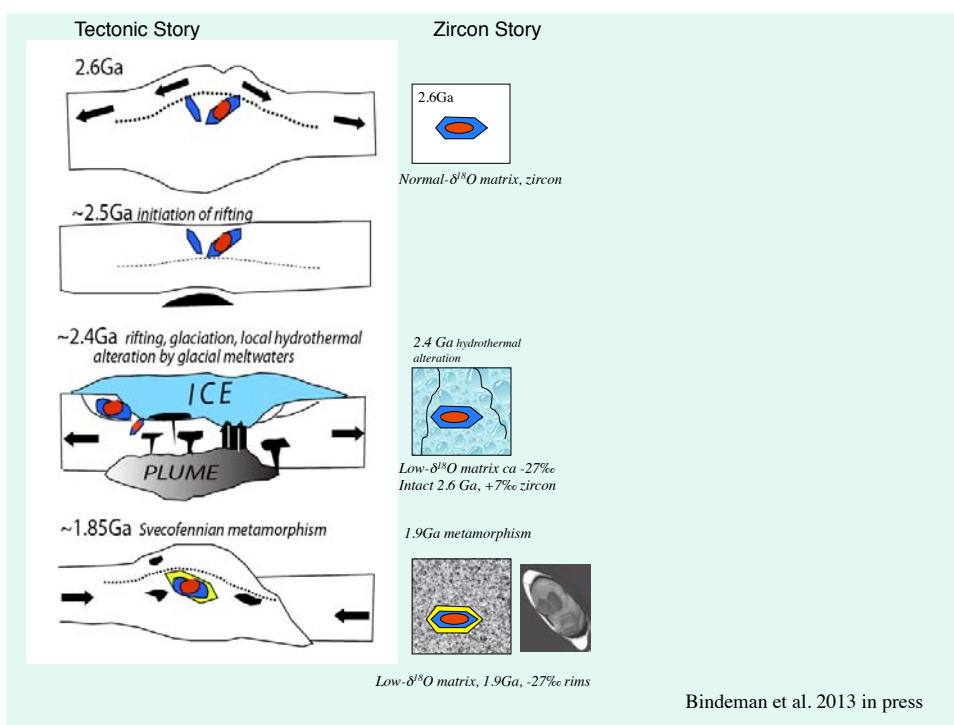 Tectonic Story
Zircon Story
2.6Ga
2.6Ga
Normal-δ¹⁸O matrix, zircon
~2.5Ga initiation of rifting
~2.4Ga rifting, glaciation, local hydrothermal
alteration by glacial meltwaters
ICE
PLUME
2.4 Ga hydrothermal
alteration
Low-δ¹⁸O matrix ca -27‰
Intact 2.6 Ga, +7‰ zircon
~1.85Ga Svecofennian metamorphism
1.9Ga metamorphism
Low-δ¹⁸O matrix, 1.9Ga, -27‰ rims
Bindeman et al. 2013 in press